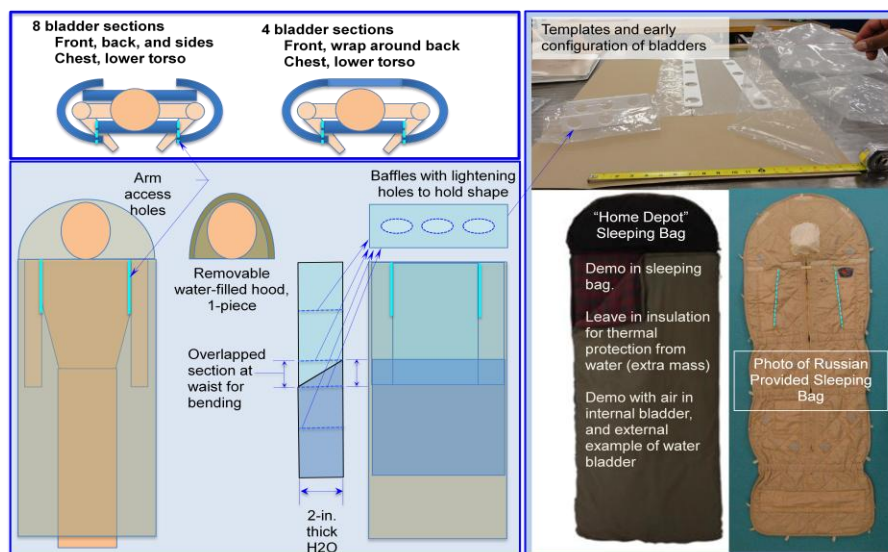 8 bladder sections
Front, back, and sides
Chest, lower torso
4 bladder sections
Front, wrap around back
Chest, lower torso
Arm
access
holes
Removable
water-filled hood,
1-piece
Baffles with lightening
holes to hold shape
Overlapped
section at
waist for
bending
2-in.
thick
H2O
Templates and early
configuration of bladders
“Home Depot”
Sleeping Bag
Demo in sleeping
bag.
Leave in insulation
for thermal
protection from
water (extra mass)
Demo with air in
internal bladder,
and external
example of water
bladder
Photo of Russian
Provided Sleeping
Bag